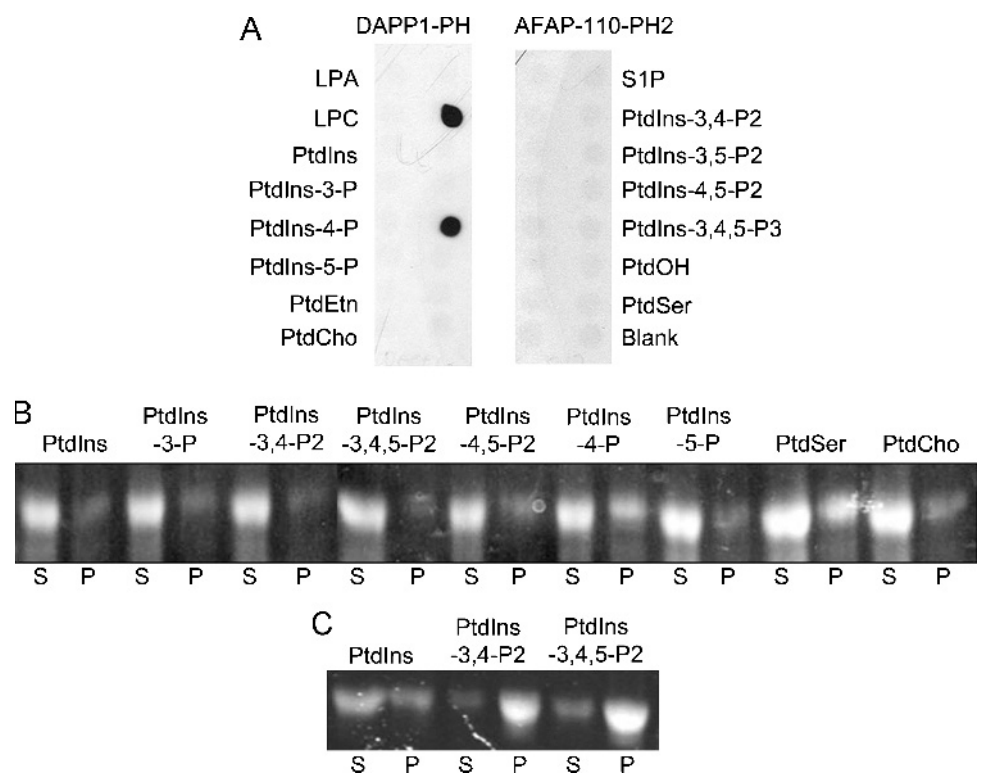 A
DAPP1-PH AFAP-110-PH2
LPA S1P
LPC PtdIns-3,4-P2
PtdIns PtdIns-3,5-P2
PtdIns-3-P PtdIns-4,5-P2
PtdIns-4-P PtdIns-3,4,5-P3
PtdIns-5-P PtdOH
PtdEtn PtdSer
PtdCho Blank
B
PtdIns PtdIns -3-P PtdIns -3,4-P2 PtdIns -3,4,5-P2 PtdIns -4,5-P2 PtdIns -4-P PtdIns -5-P PtdSer PtdCho
S P S P S P S P S P S P S P S P S P
C
PtdIns PtdIns -3,4-P2 PtdIns -3,4,5-P2
S P S P S P